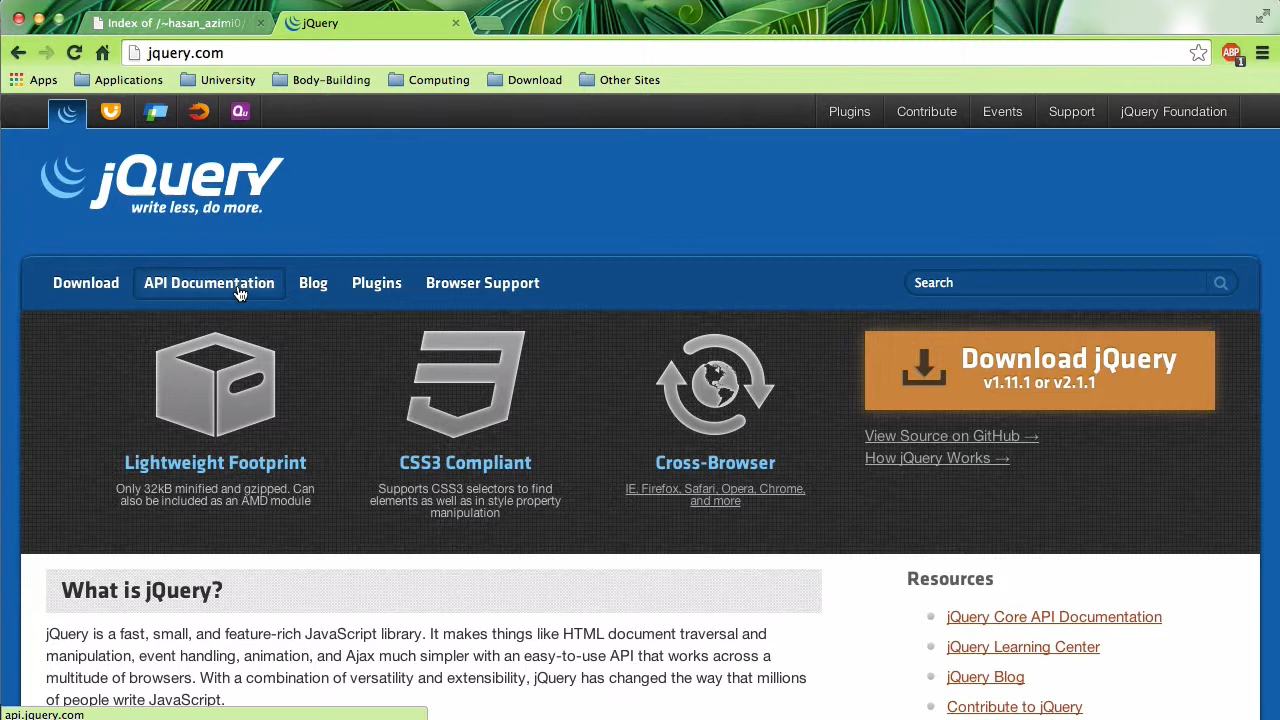 Index of /~hasan_azimi0/
jQuery
jquery.com
ABP
1
Apps
Applications
University
Body-Building
Computing
Download
Other Sites
Qu
Plugins
Contribute
Events
Support
jQuery Foundation
jQuery
write less, do more.
Download
API Documentation
Blog
Plugins
Browser Support
Search
Lightweight Footprint
Only 32kB minified and gzipped. Can
also be included as an AMD module
CSS3 Compliant
Supports CSS3 selectors to find
elements as well as in style property
manipulation
Cross-Browser
IE, Firefox, Safari, Opera, Chrome,
and more
Download jQuery
v1.11.1 or v2.1.1
View Source on GitHub →
How jQuery Works →
What is jQuery?
jQuery is a fast, small, and feature-rich JavaScript library. It makes things like HTML document traversal and
manipulation, event handling, animation, and Ajax much simpler with an easy-to-use API that works across a
multitude of browsers. With a combination of versatility and extensibility, jQuery has changed the way that millions
of people write JavaScript.
Resources
jQuery Core API Documentation
jQuery Learning Center
jQuery Blog
Contribute to jQuery
api.jquery.com